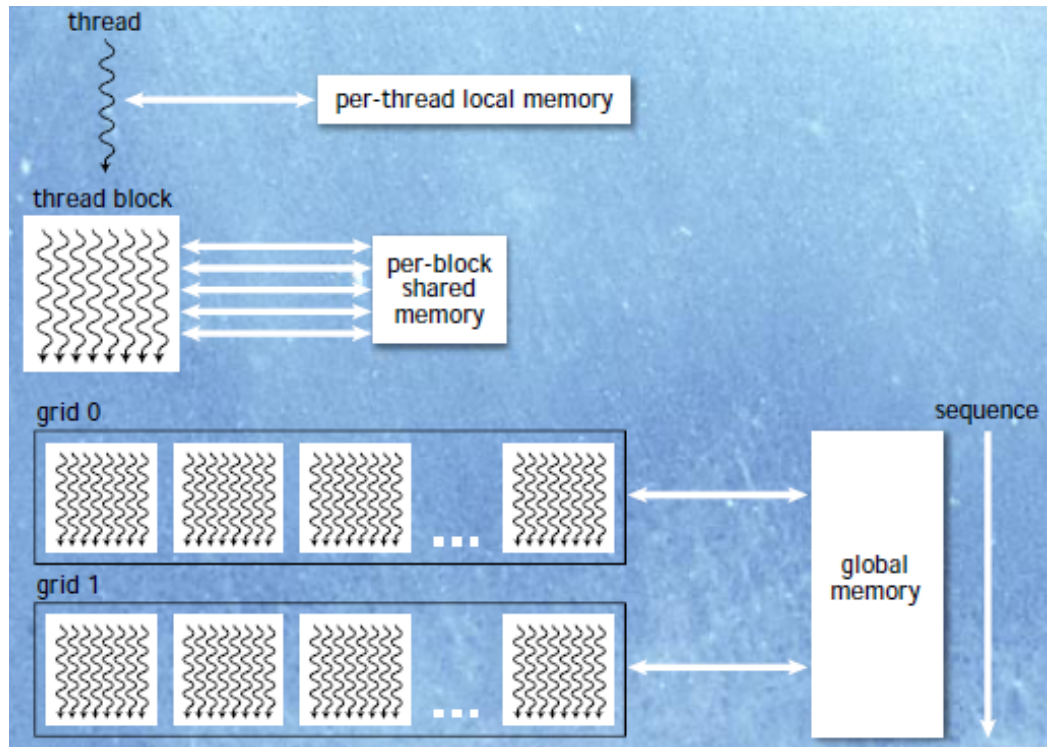 thread
per-thread local memory
thread block
per-block
shared
memory
grid 0
sequence
...
global
memory
grid 1
...